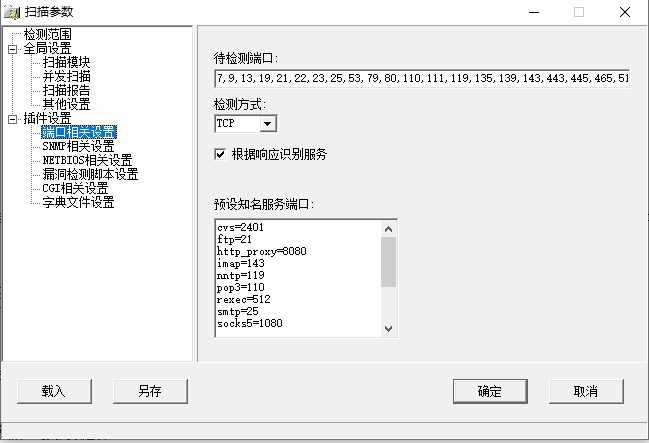 扫描参数
检测范围
全局设置
扫描模块
并发扫描
扫描报告
其他设置
插件设置
端口相关设置
SNMP相关设置
NETBIOS相关设置
漏洞检测脚本设置
CGI相关设置
字典文件设置
待检测端口:
7,9,13,19,21,22,23,25,53,79,80,110,111,119,135,139,143,443,445,465,51
检测方式:
TCP
根据响应识别服务
预设知名服务端口:
cvs=2401
ftp=21
http_proxy=8080
imap=143
nntp=119
pop3=110
rexec=512
smtp=25
socks5=1080
载入
另存
确定
取消